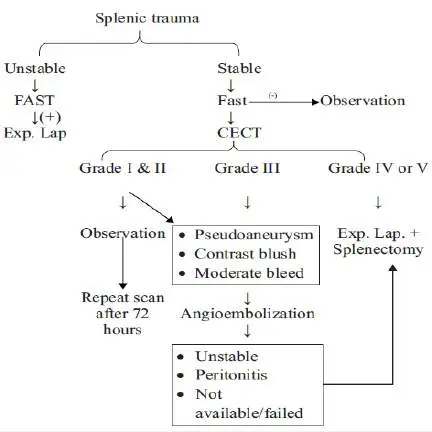 Splenic trauma
Unstable
Stable
FAST
Fast
(-)
Observation
(+)
Exp. Lap
CECT
Grade I & II
Grade III
Grade IV or V
Observation
• Pseudoaneurysm
• Contrast blush
• Moderate bleed
Exp. Lap. +
Splenectomy
Repeat scan
after 72
hours
Angioembolization
• Unstable
• Peritonitis
• Not
available/failed